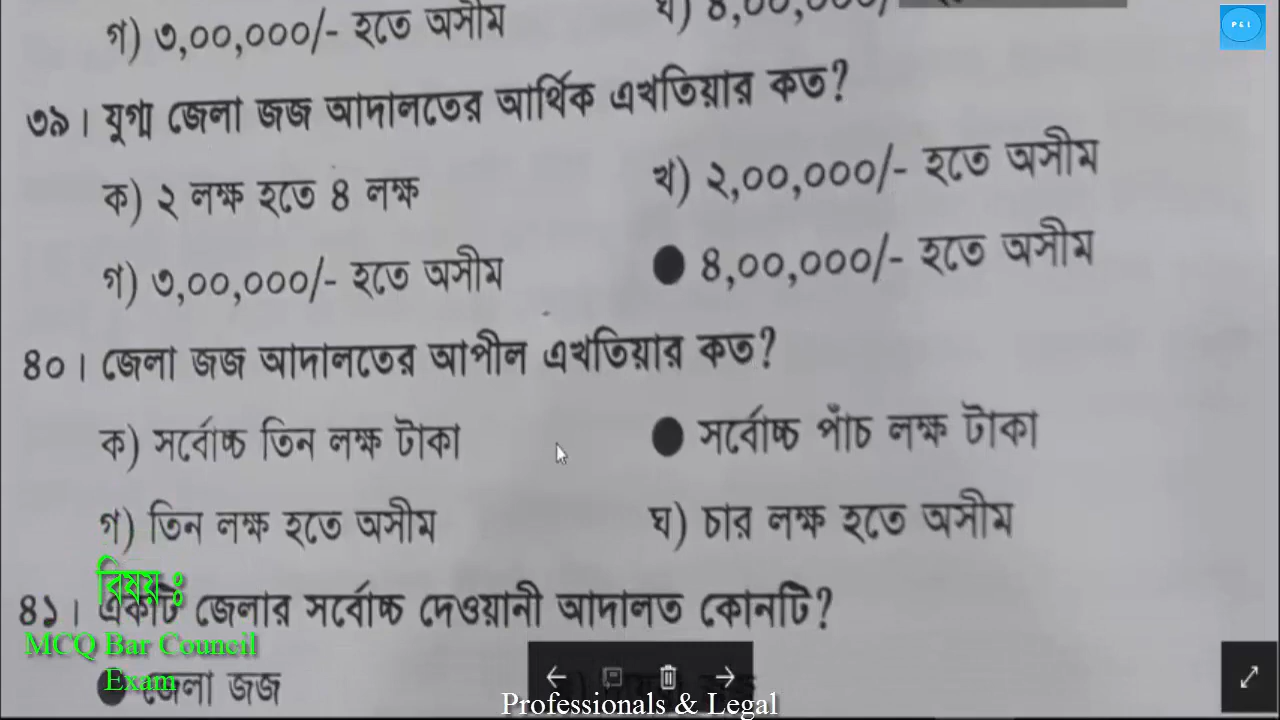 গ) ৩,০০,০০০/- হতে অসীম ঘ) ৪,০০,০০০/-
P & L
৩৯। যুগ্ম জেলা জজ আদালতের আর্থিক এখতিয়ার কত?
ক) ২ লক্ষ হতে ৪ লক্ষ খ) ২,০০,০০০/- হতে অসীম
গ) ৩,০০,০০০/- হতে অসীম ৪,০০,০০০/- হতে অসীম
৪০। জেলা জজ আদালতের আপীল এখতিয়ার কত?
ক) সর্বোচ্চ তিন লক্ষ টাকা সর্বোচ্চ পাঁচ লক্ষ টাকা
গ) তিন লক্ষ হতে অসীম ঘ) চার লক্ষ হতে অসীম
বিষয় ঃ
৪১। একটি জেলার সর্বোচ্চ দেওয়ানী আদালত কোনটি?
MCQ Bar Council
Exam
জেলা জজ
Professionals & Legal